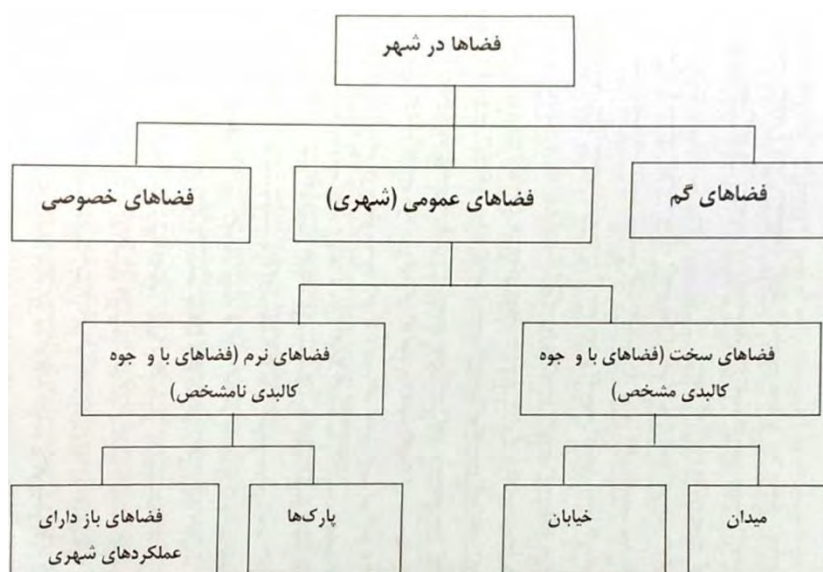 فضاها در شهر
فضاهای گم
فضاهای عمومی (شهری)
فضاهای خصوصی
فضاهای سخت (فضاهای با و جوه
کالبدی مشخص)
فضاهای نرم (فضاهای با و جوه
کالبدی نامشخص)
میدان
خیابان
پارک‌ها
فضاهای باز دارای
عملکردهای شهری